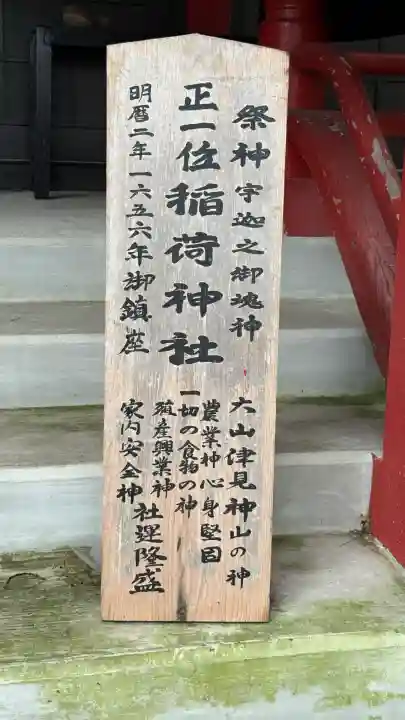 祭神宇迦之御魂神
正一位稲荷神社
明暦二年一六五六年御鎮座
大山津見神山の神
農業神心身堅固
一切の食物の神
殖産興業神
社運隆盛
家内安全神